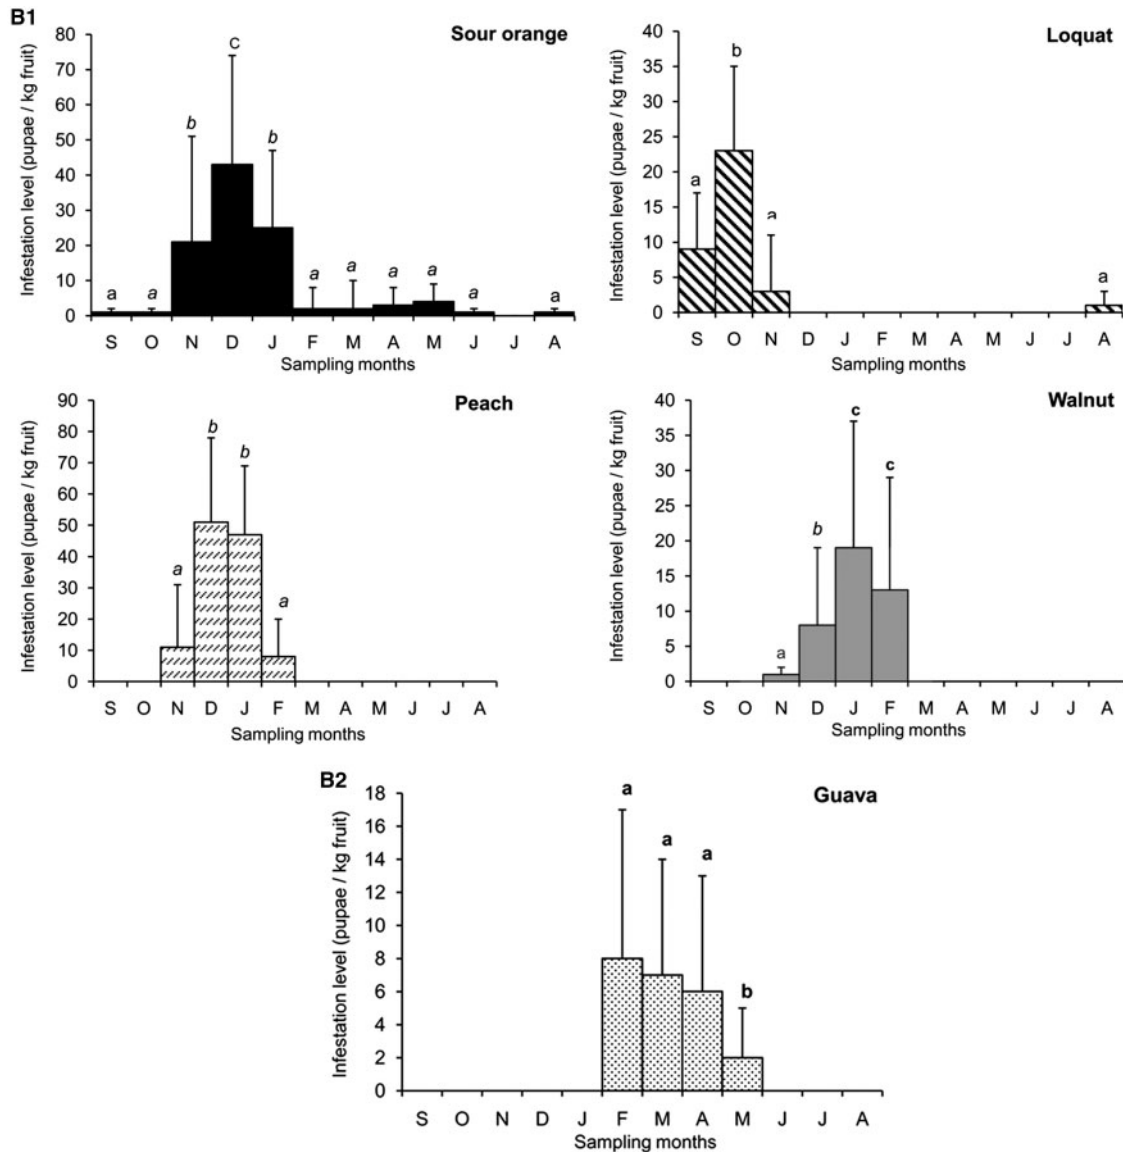 B1
Sour orange
Infestation level (pupae / kg fruit)
80
70
60
50
40
30
20
10
0
a a b c b a a a a a a
S O N D J F M A M J J A
Sampling months
Loquat
Infestation level (pupae / kg fruit)
40
35
30
25
20
15
10
5
0
a b a a
S O N D J F M A M J J A
Sampling months
Peach
Infestation level (pupae / kg fruit)
90
80
70
60
50
40
30
20
10
0
a b b a
S O N D J F M A M J J A
Sampling months
Walnut
Infestation level (pupae / kg fruit)
40
35
30
25
20
15
10
5
0
a b c c
S O N D J F M A M J J A
Sampling months
B2
Guava
Infestation level (pupae / kg fruit)
18
16
14
12
10
8
6
4
2
0
a a a b
S O N D J F M A M J J A
Sampling months